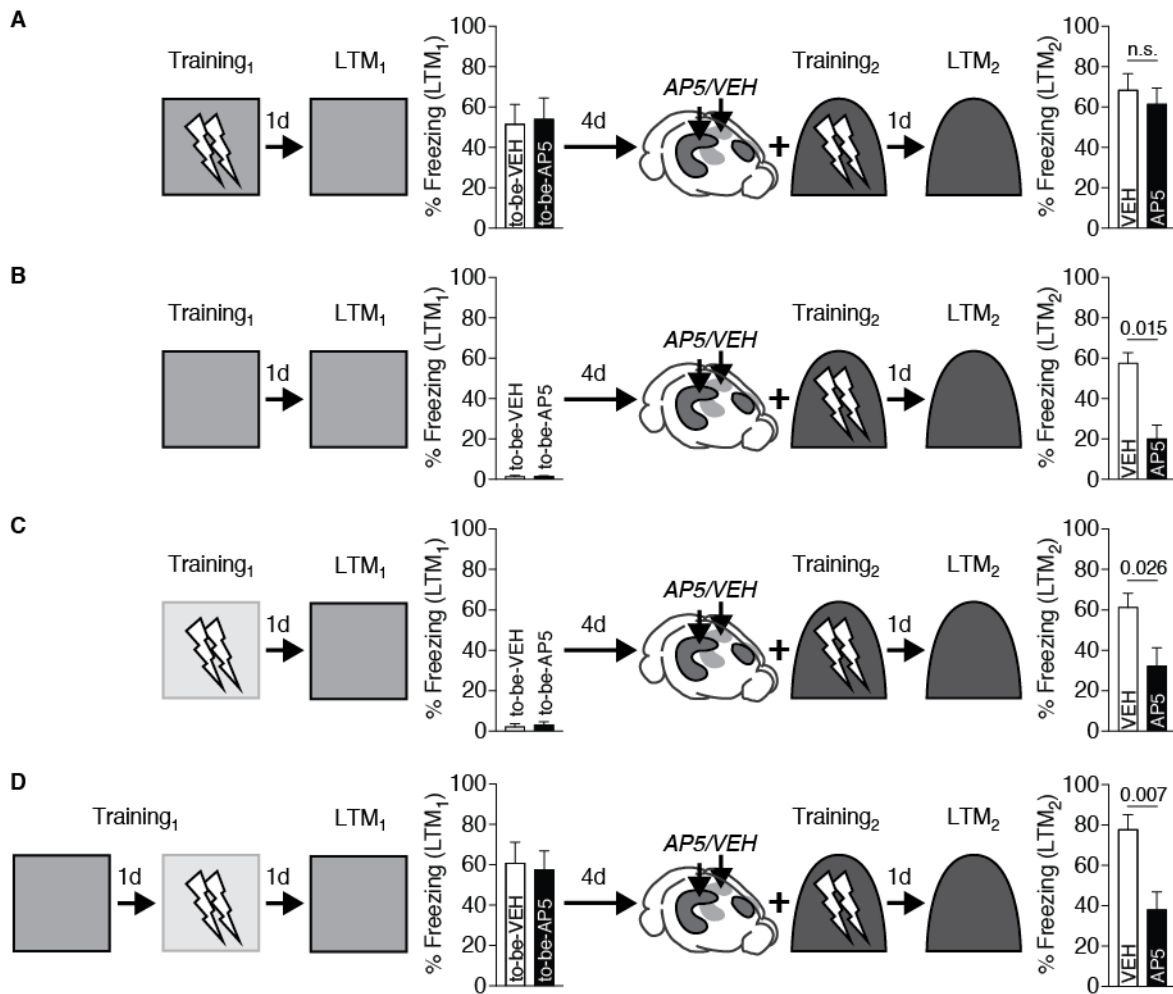 A
Training₁
LTM₁
1d
% Freezing (LTM₁)
100
80
60
40
20
0
to-be-VEH
to-be-AP5
4d
AP5/VEH
+
Training₂
1d
LTM₂
% Freezing (LTM₂)
100
80
60
40
20
0
n.s.
VEH
AP5
B
Training₁
LTM₁
1d
% Freezing (LTM₁)
100
80
60
40
20
0
to-be-VEH
to-be-AP5
4d
AP5/VEH
+
Training₂
1d
LTM₂
% Freezing (LTM₂)
100
80
60
40
20
0
0.015
VEH
AP5
C
Training₁
LTM₁
1d
% Freezing (LTM₁)
100
80
60
40
20
0
to-be-VEH
to-be-AP5
4d
AP5/VEH
+
Training₂
1d
LTM₂
% Freezing (LTM₂)
100
80
60
40
20
0
0.026
VEH
AP5
D
Training₁
1d
1d
LTM₁
% Freezing (LTM₁)
100
80
60
40
20
0
to-be-VEH
to-be-AP5
4d
AP5/VEH
+
Training₂
1d
LTM₂
% Freezing (LTM₂)
100
80
60
40
20
0
0.007
VEH
AP5